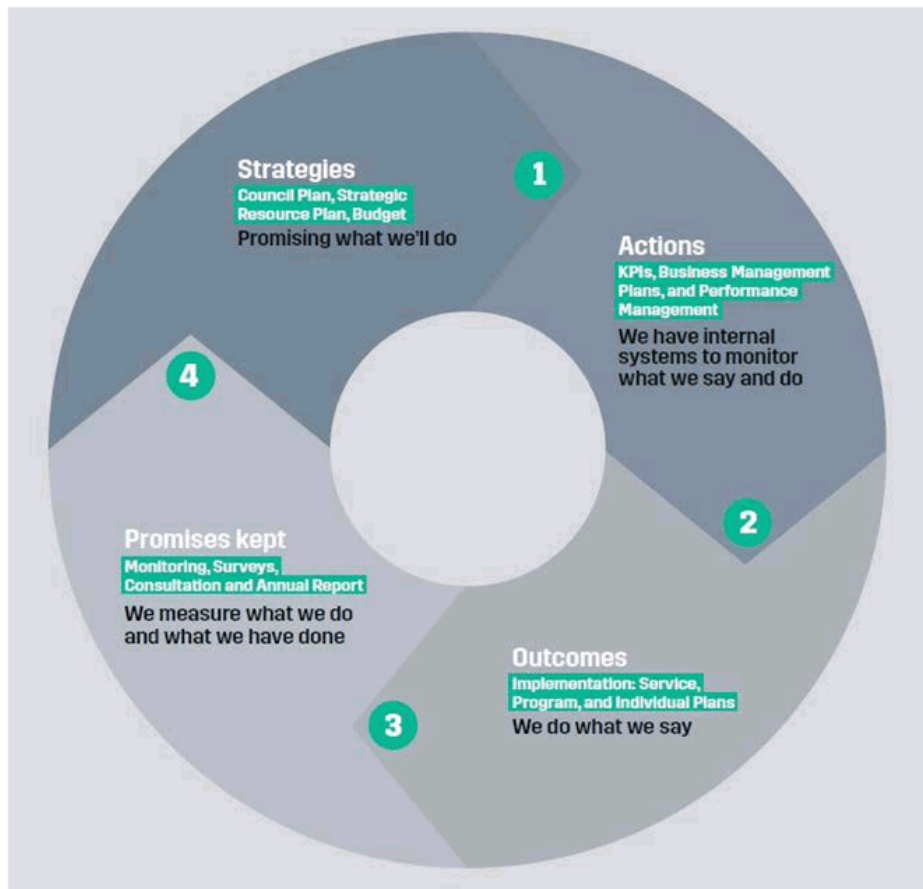 Strategies
Council Plan, Strategic
Resource Plan, Budget
Promising what we'll do
1
Actions
KPIs, Business Management
Plans, and Performance
Management
We have internal
systems to monitor
what we say and do
2
Outcomes
Implementation: Service,
Program, and Individual Plans
We do what we say
3
Promises kept
Monitoring, Surveys,
Consultation and Annual Report
We measure what we do
and what we have done
4